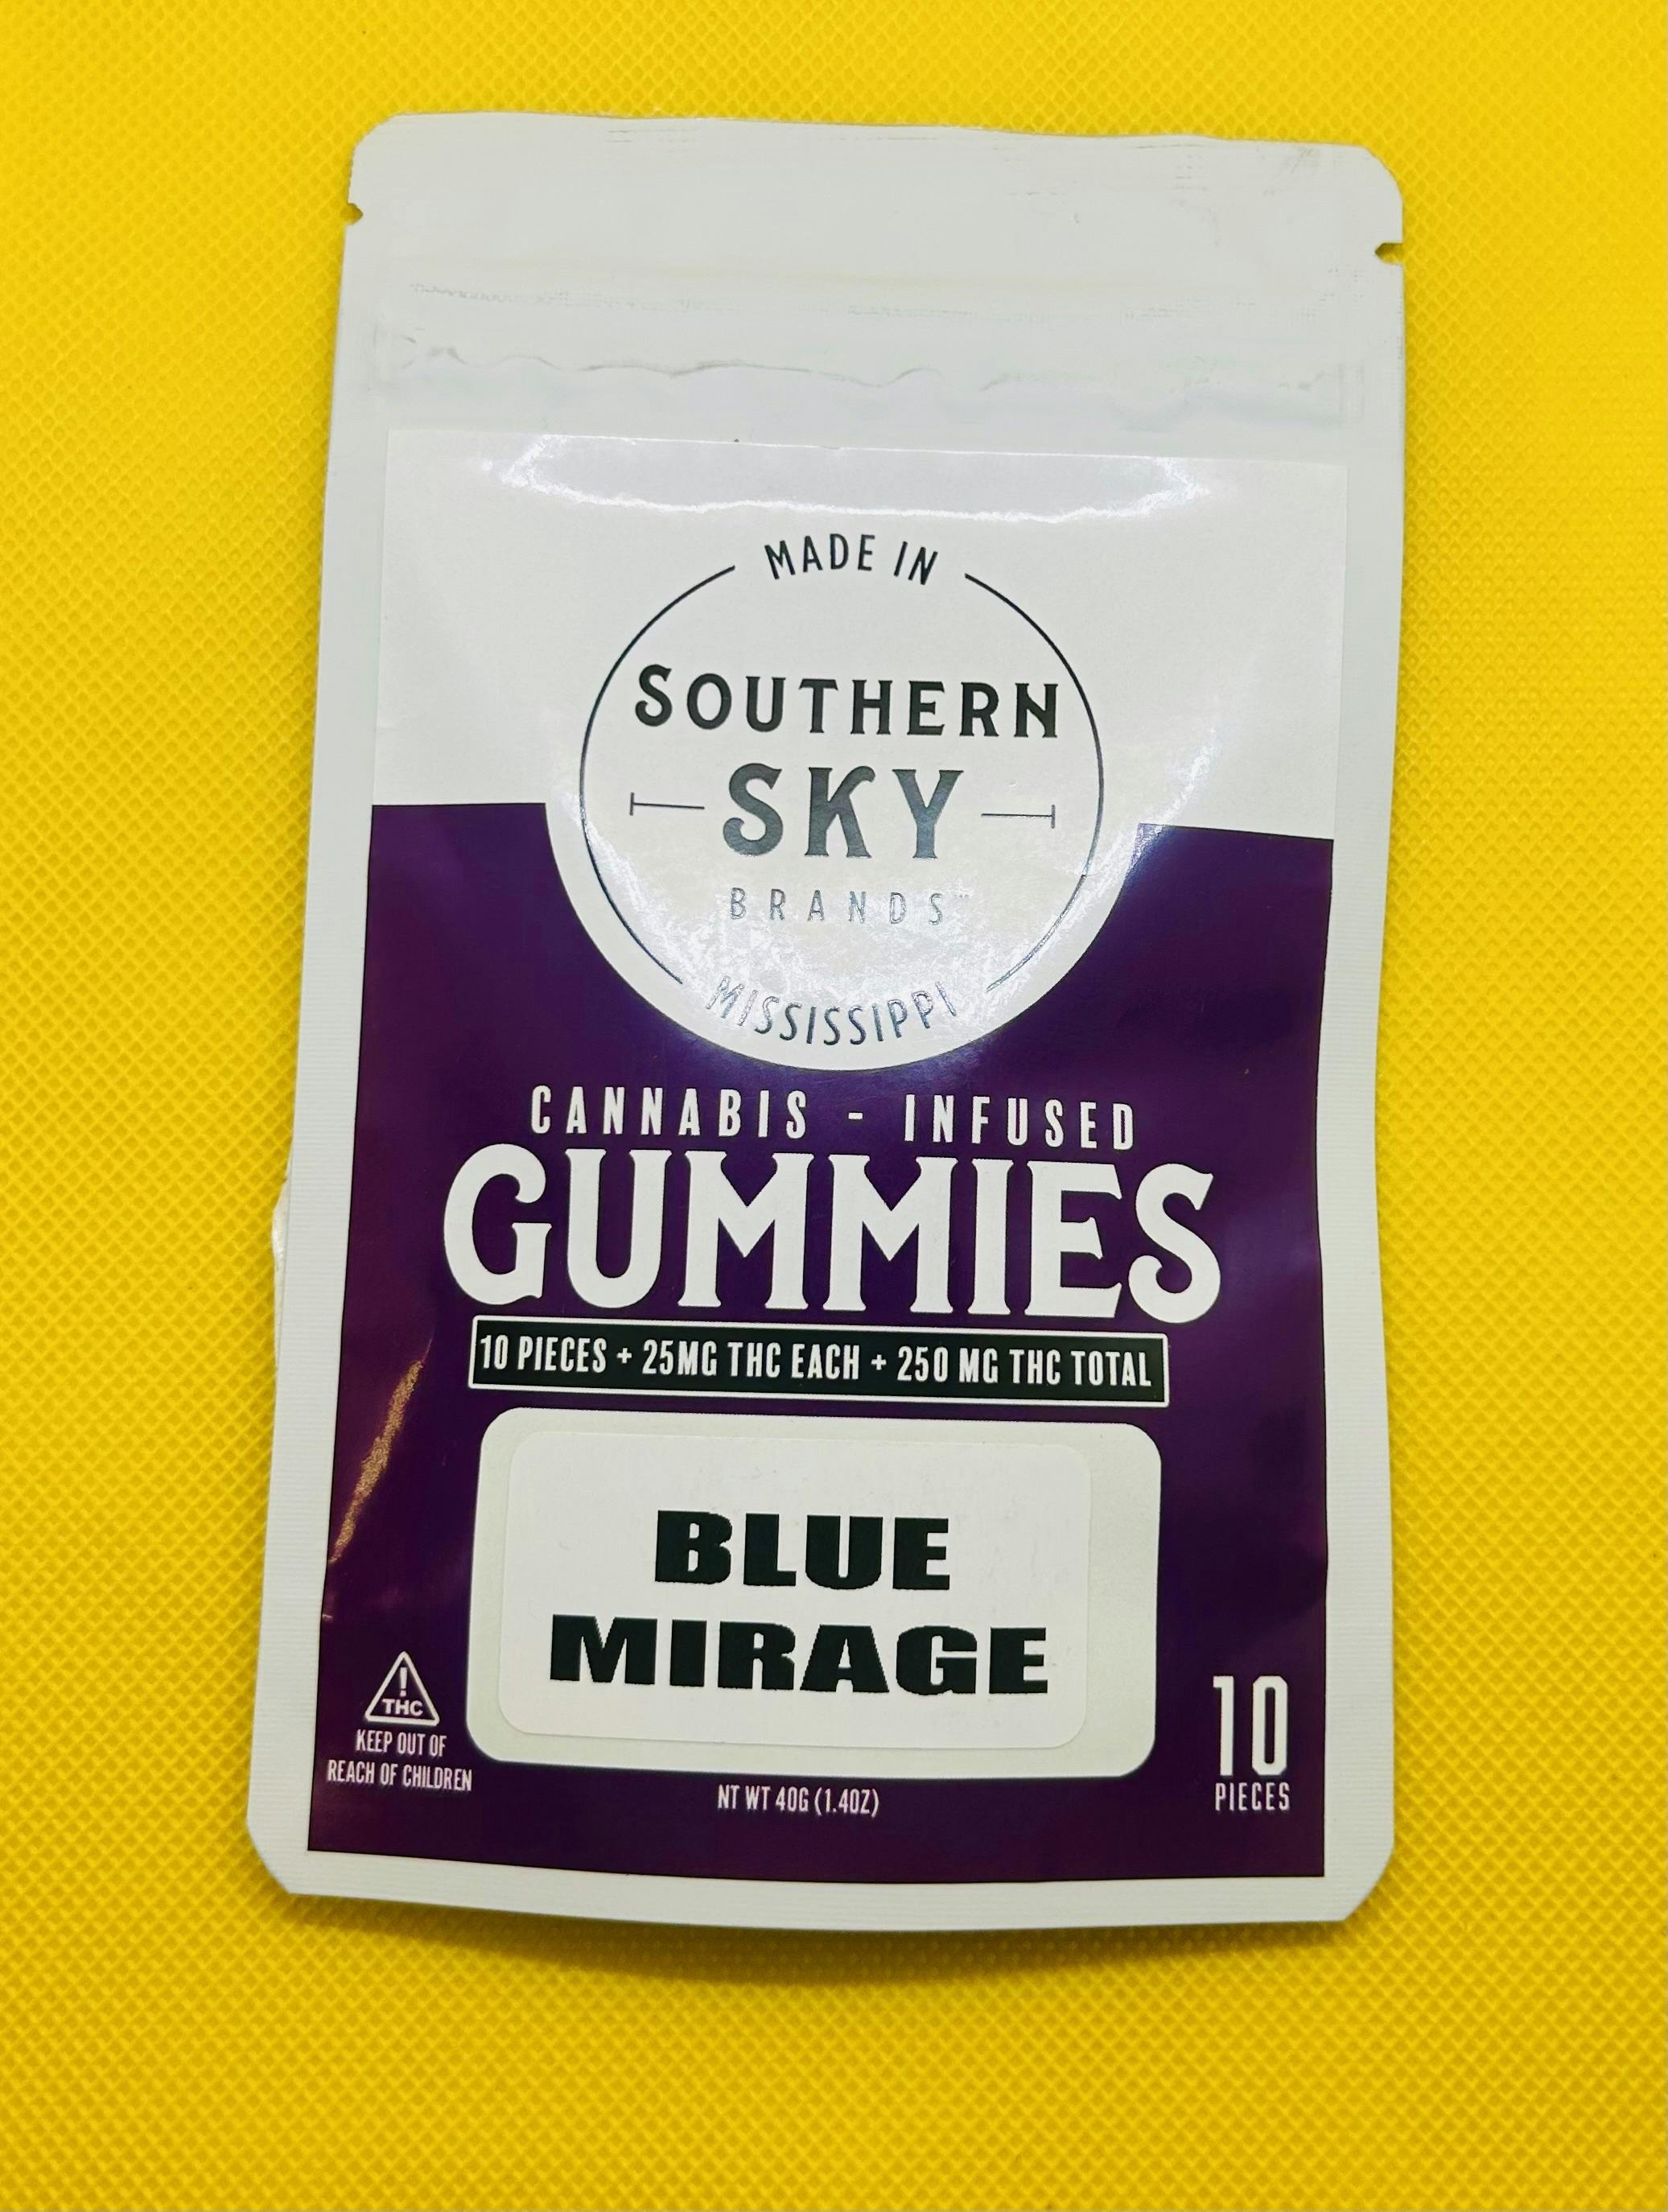 MADE IN
SOUTHERN
SKY
BRANDS™
MISSISSIPPI
CANNABIS - INFUSED
GUMMIES
10 PIECES + 25MG THC EACH + 250 MG THC TOTAL
BLUE
MIRAGE
!
THC
KEEP OUT OF
REACH OF CHILDREN
NT WT 40G (1.4OZ)
10
PIECES